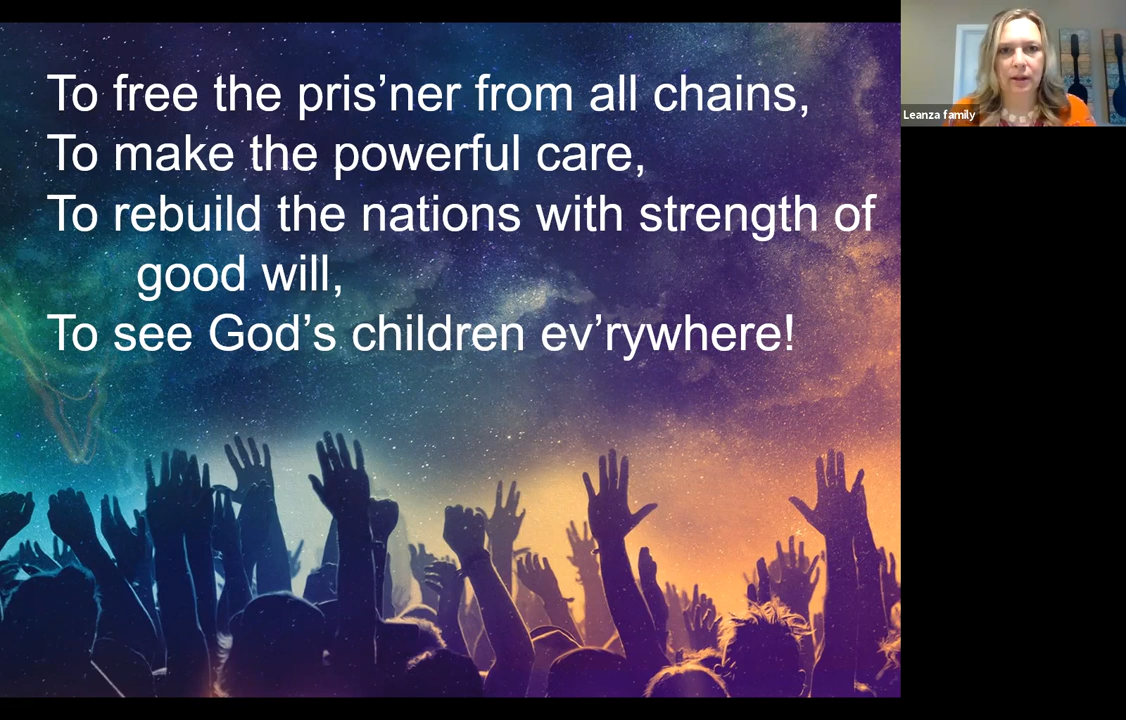 To free the pris’ner from all chains,
To make the powerful care,
To rebuild the nations with strength of
good will,
To see God’s children ev’rywhere!
Leanza family